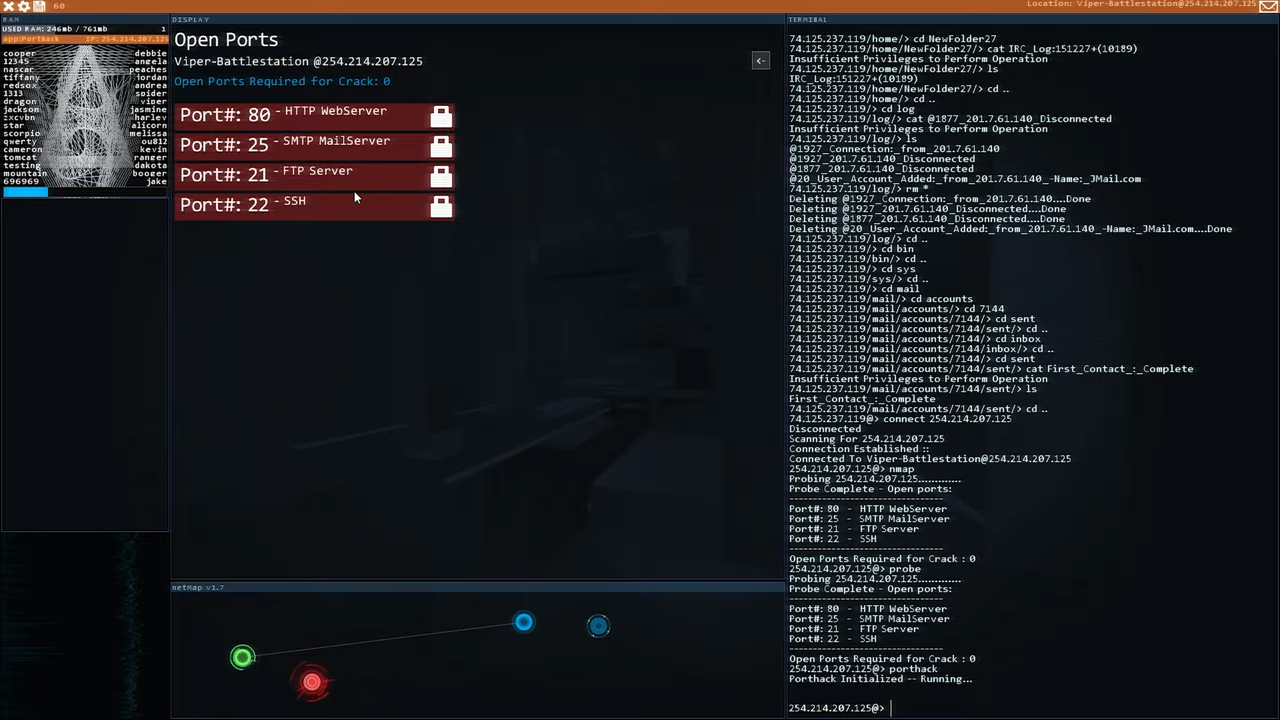 60
Location: Viper-Battlestation@254.214.207.125
RAM
USED RAM: 246mb / 761mb 1
app:PortHack IP: 254.214.207.125
cooper debbie
12345 angela
nascar peaches
tiffany jordan
redsox andrea
1313 spider
dragon viper
jackson jasmine
zxcvbn harley
star alicorn
scorpio melissa
qwerty ou812
cameron kevin
tomcat ranger
testing dakota
mountain booger
696969 jake
DISPLAY
Open Ports
Viper-Battlestation @254.214.207.125
<-
Open Ports Required for Crack: 0
Port#: 80 - HTTP WebServer
Port#: 25 - SMTP MailServer
Port#: 21 - FTP Server
Port#: 22 - SSH
netMap v1.7
TERMINAL
74.125.237.119/home/> cd NewFolder27
74.125.237.119/home/NewFolder27/> cat IRC_Log:151227+(10189)
Insufficient Privileges to Perform Operation
74.125.237.119/home/NewFolder27/> ls
IRC_Log:151227+(10189)
74.125.237.119/home/NewFolder27/> cd ..
74.125.237.119/home/> cd ..
74.125.237.119/> cd log
74.125.237.119/log/> cat @1877_201.7.61.140_Disconnected
Insufficient Privileges to Perform Operation
74.125.237.119/log/> ls
@1927_Connection:_from_201.7.61.140
@1927_201.7.61.140_Disconnected
@1877_201.7.61.140_Disconnected
@20_User_Account_Added:_from_201.7.61.140_-Name:_JMail.com
74.125.237.119/log/> rm *
Deleting @1927_Connection:_from_201.7.61.140....Done
Deleting @1927_201.7.61.140_Disconnected....Done
Deleting @1877_201.7.61.140_Disconnected....Done
Deleting @20_User_Account_Added:_from_201.7.61.140_-Name:_JMail.com....Done
74.125.237.119/log/> cd ..
74.125.237.119/> cd bin
74.125.237.119/bin/> cd ..
74.125.237.119/> cd sys
74.125.237.119/sys/> cd ..
74.125.237.119/> cd mail
74.125.237.119/mail/> cd accounts
74.125.237.119/mail/accounts/> cd 7144
74.125.237.119/mail/accounts/7144/> cd sent
74.125.237.119/mail/accounts/7144/sent/> cd ..
74.125.237.119/mail/accounts/7144/> cd inbox
74.125.237.119/mail/accounts/7144/inbox/> cd ..
74.125.237.119/mail/accounts/7144/> cd sent
74.125.237.119/mail/accounts/7144/sent/> cat First_Contact_:_Complete
Insufficient Privileges to Perform Operation
74.125.237.119/mail/accounts/7144/sent/> ls
First_Contact_:_Complete
74.125.237.119/mail/accounts/7144/sent/> cd ..
74.125.237.119@> connect 254.214.207.125
Disconnected
Scanning For 254.214.207.125
Connection Established ::
Connected To Viper-Battlestation@254.214.207.125
254.214.207.125@> nmap
Probing 254.214.207.125.............
Probe Complete - Open ports:
---------------------------------
Port#: 80 - HTTP WebServer
Port#: 25 - SMTP MailServer
Port#: 21 - FTP Server
Port#: 22 - SSH
---------------------------------
Open Ports Required for Crack : 0
254.214.207.125@> probe
Probing 254.214.207.125.............
Probe Complete - Open ports:
---------------------------------
Port#: 80 - HTTP WebServer
Port#: 25 - SMTP MailServer
Port#: 21 - FTP Server
Port#: 22 - SSH
---------------------------------
Open Ports Required for Crack : 0
254.214.207.125@> porthack
Porthack Initialized -- Running...
254.214.207.125@>